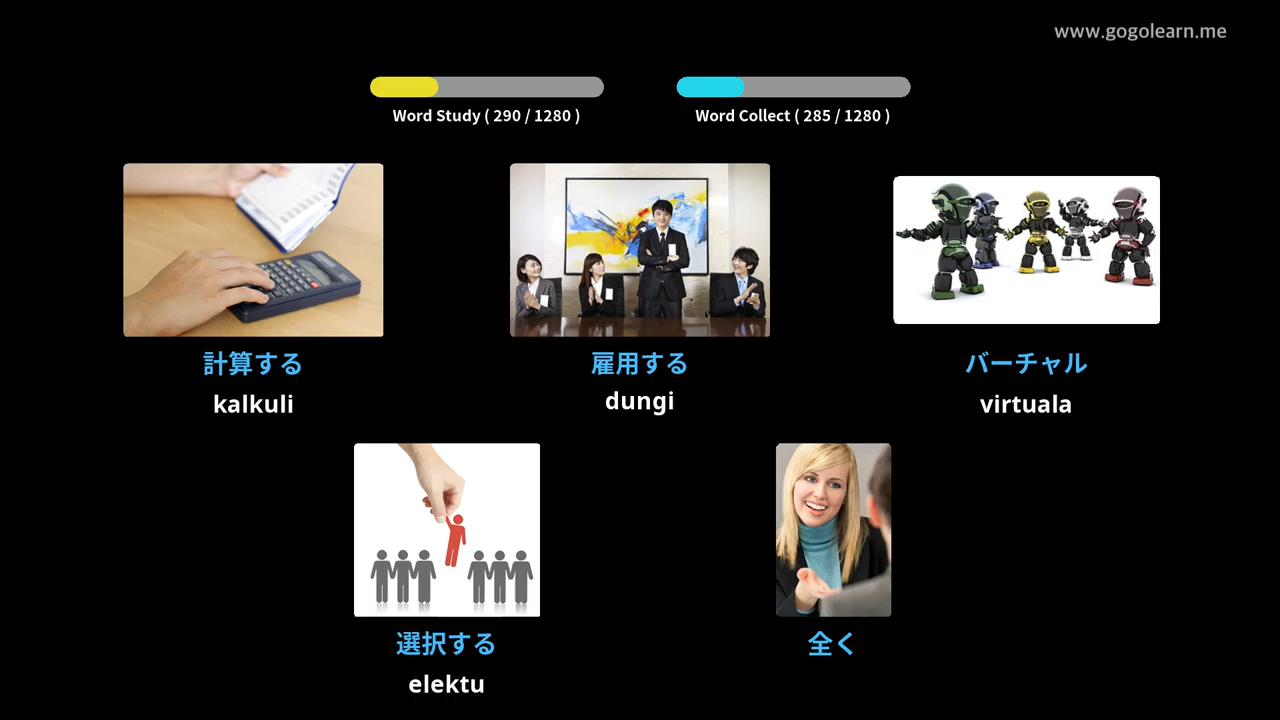 www.gogolearn.me
Word Study ( 290 / 1280 )
Word Collect ( 285 / 1280 )
計算する
kalkuli
雇用する
dungi
バーチャル
virtuala
選択する
elektu
全く